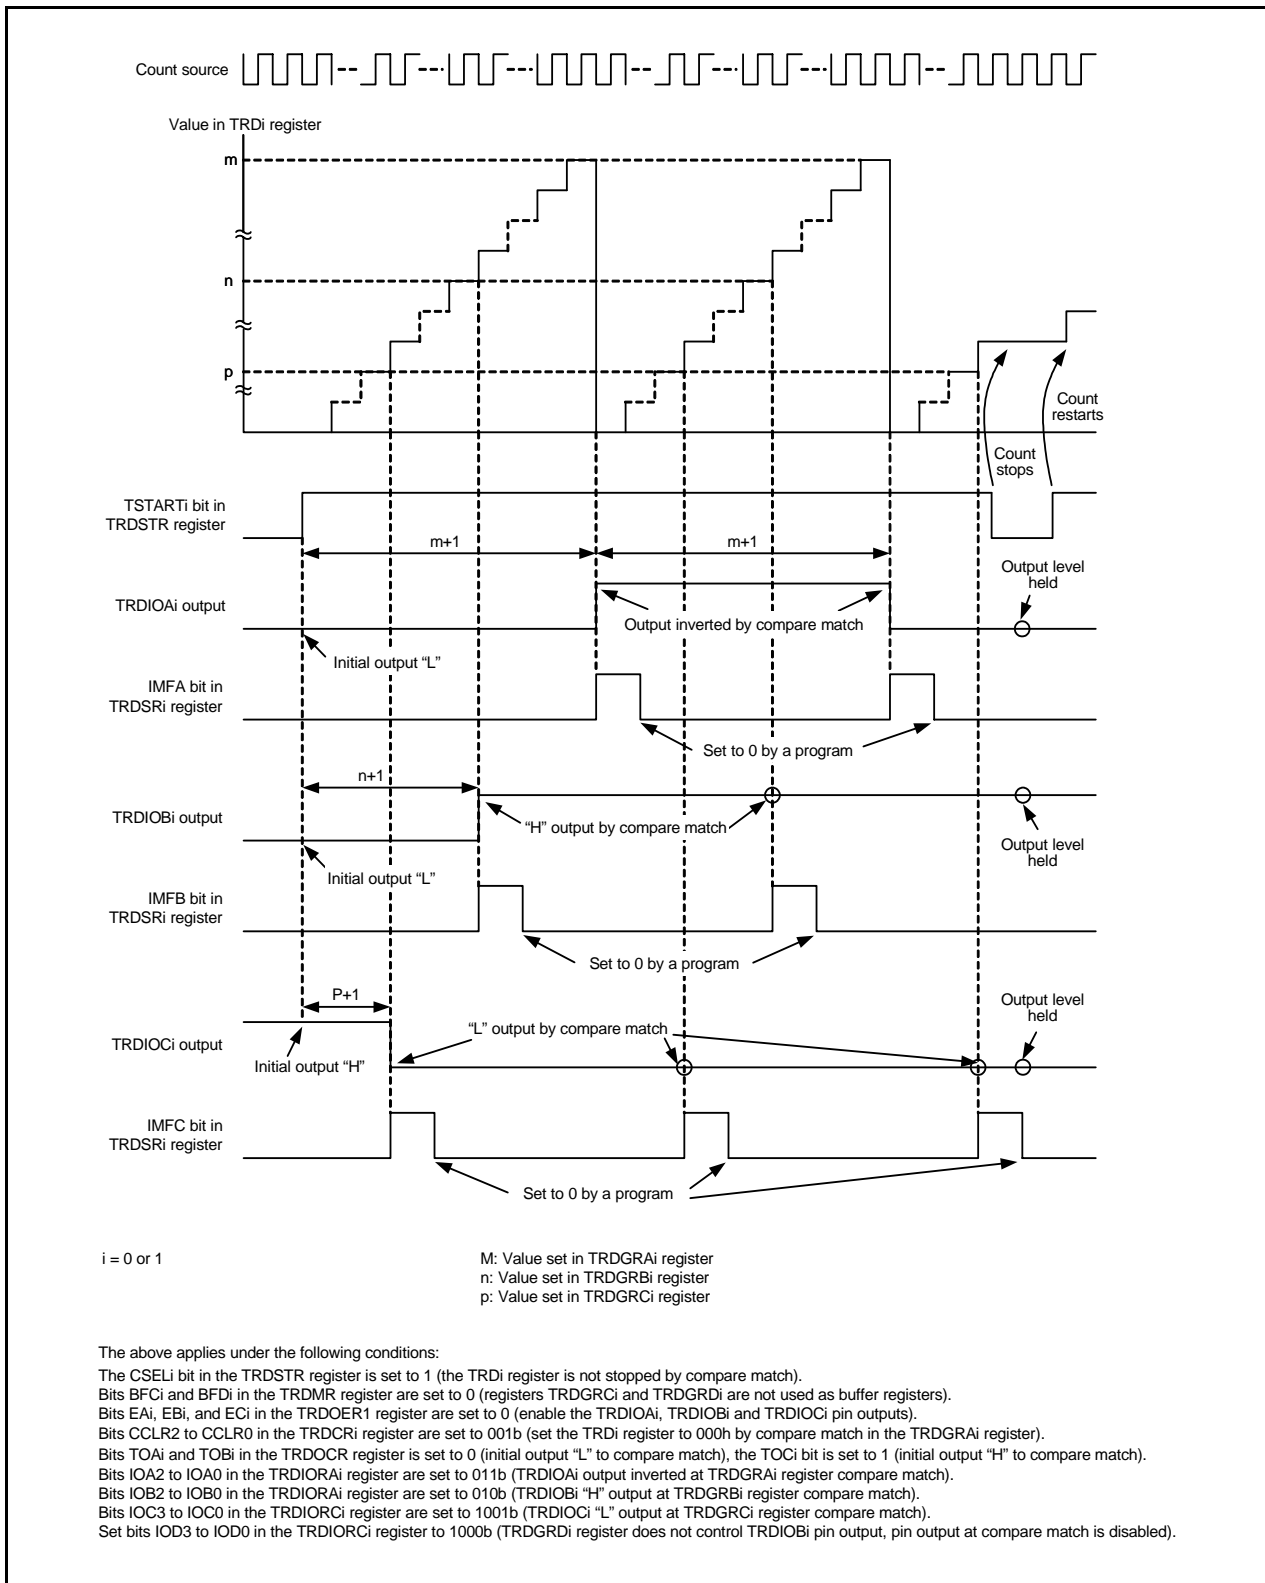 Count source
Value in TRDi register
m
n
p
Count
restarts
Count
stops
TSTARTi bit in
TRDSTR register
m+1
m+1
Output level
held
TRDIOAi output
Output inverted by compare match
Initial output “L”
IMFA bit in
TRDSRi register
Set to 0 by a program
n+1
TRDIOBi output
“H” output by compare match
Output level
held
Initial output “L”
IMFB bit in
TRDSRi register
Set to 0 by a program
P+1
Output level
held
“L” output by compare match
TRDIOCi output
Initial output “H”
IMFC bit in
TRDSRi register
Set to 0 by a program
i = 0 or 1
M: Value set in TRDGRAi register
n: Value set in TRDGRBi register
p: Value set in TRDGRCi register
The above applies under the following conditions:
The CSELi bit in the TRDSTR register is set to 1 (the TRDi register is not stopped by compare match).
Bits BFCi and BFDi in the TRDMR register are set to 0 (registers TRDGRCi and TRDGRDi are not used as buffer registers).
Bits EAi, EBi, and ECi in the TRDOER1 register are set to 0 (enable the TRDIOAi, TRDIOBi and TRDIOCi pin outputs).
Bits CCLR2 to CCLR0 in the TRDCRi register are set to 001b (set the TRDi register to 000h by compare match in the TRDGRAi register).
Bits TOAi and TOBi in the TRDOCR register is set to 0 (initial output “L” to compare match), the TOCi bit is set to 1 (initial output “H” to compare match).
Bits IOA2 to IOA0 in the TRDIORAi register are set to 011b (TRDIOAi output inverted at TRDGRAi register compare match).
Bits IOB2 to IOB0 in the TRDIORAi register are set to 010b (TRDIOBi “H” output at TRDGRBi register compare match).
Bits IOC3 to IOC0 in the TRDIORCi register are set to 1001b (TRDIOCi “L” output at TRDGRCi register compare match).
Set bits IOD3 to IOD0 in the TRDIORCi register to 1000b (TRDGRDi register does not control TRDIOBi pin output, pin output at compare match is disabled).